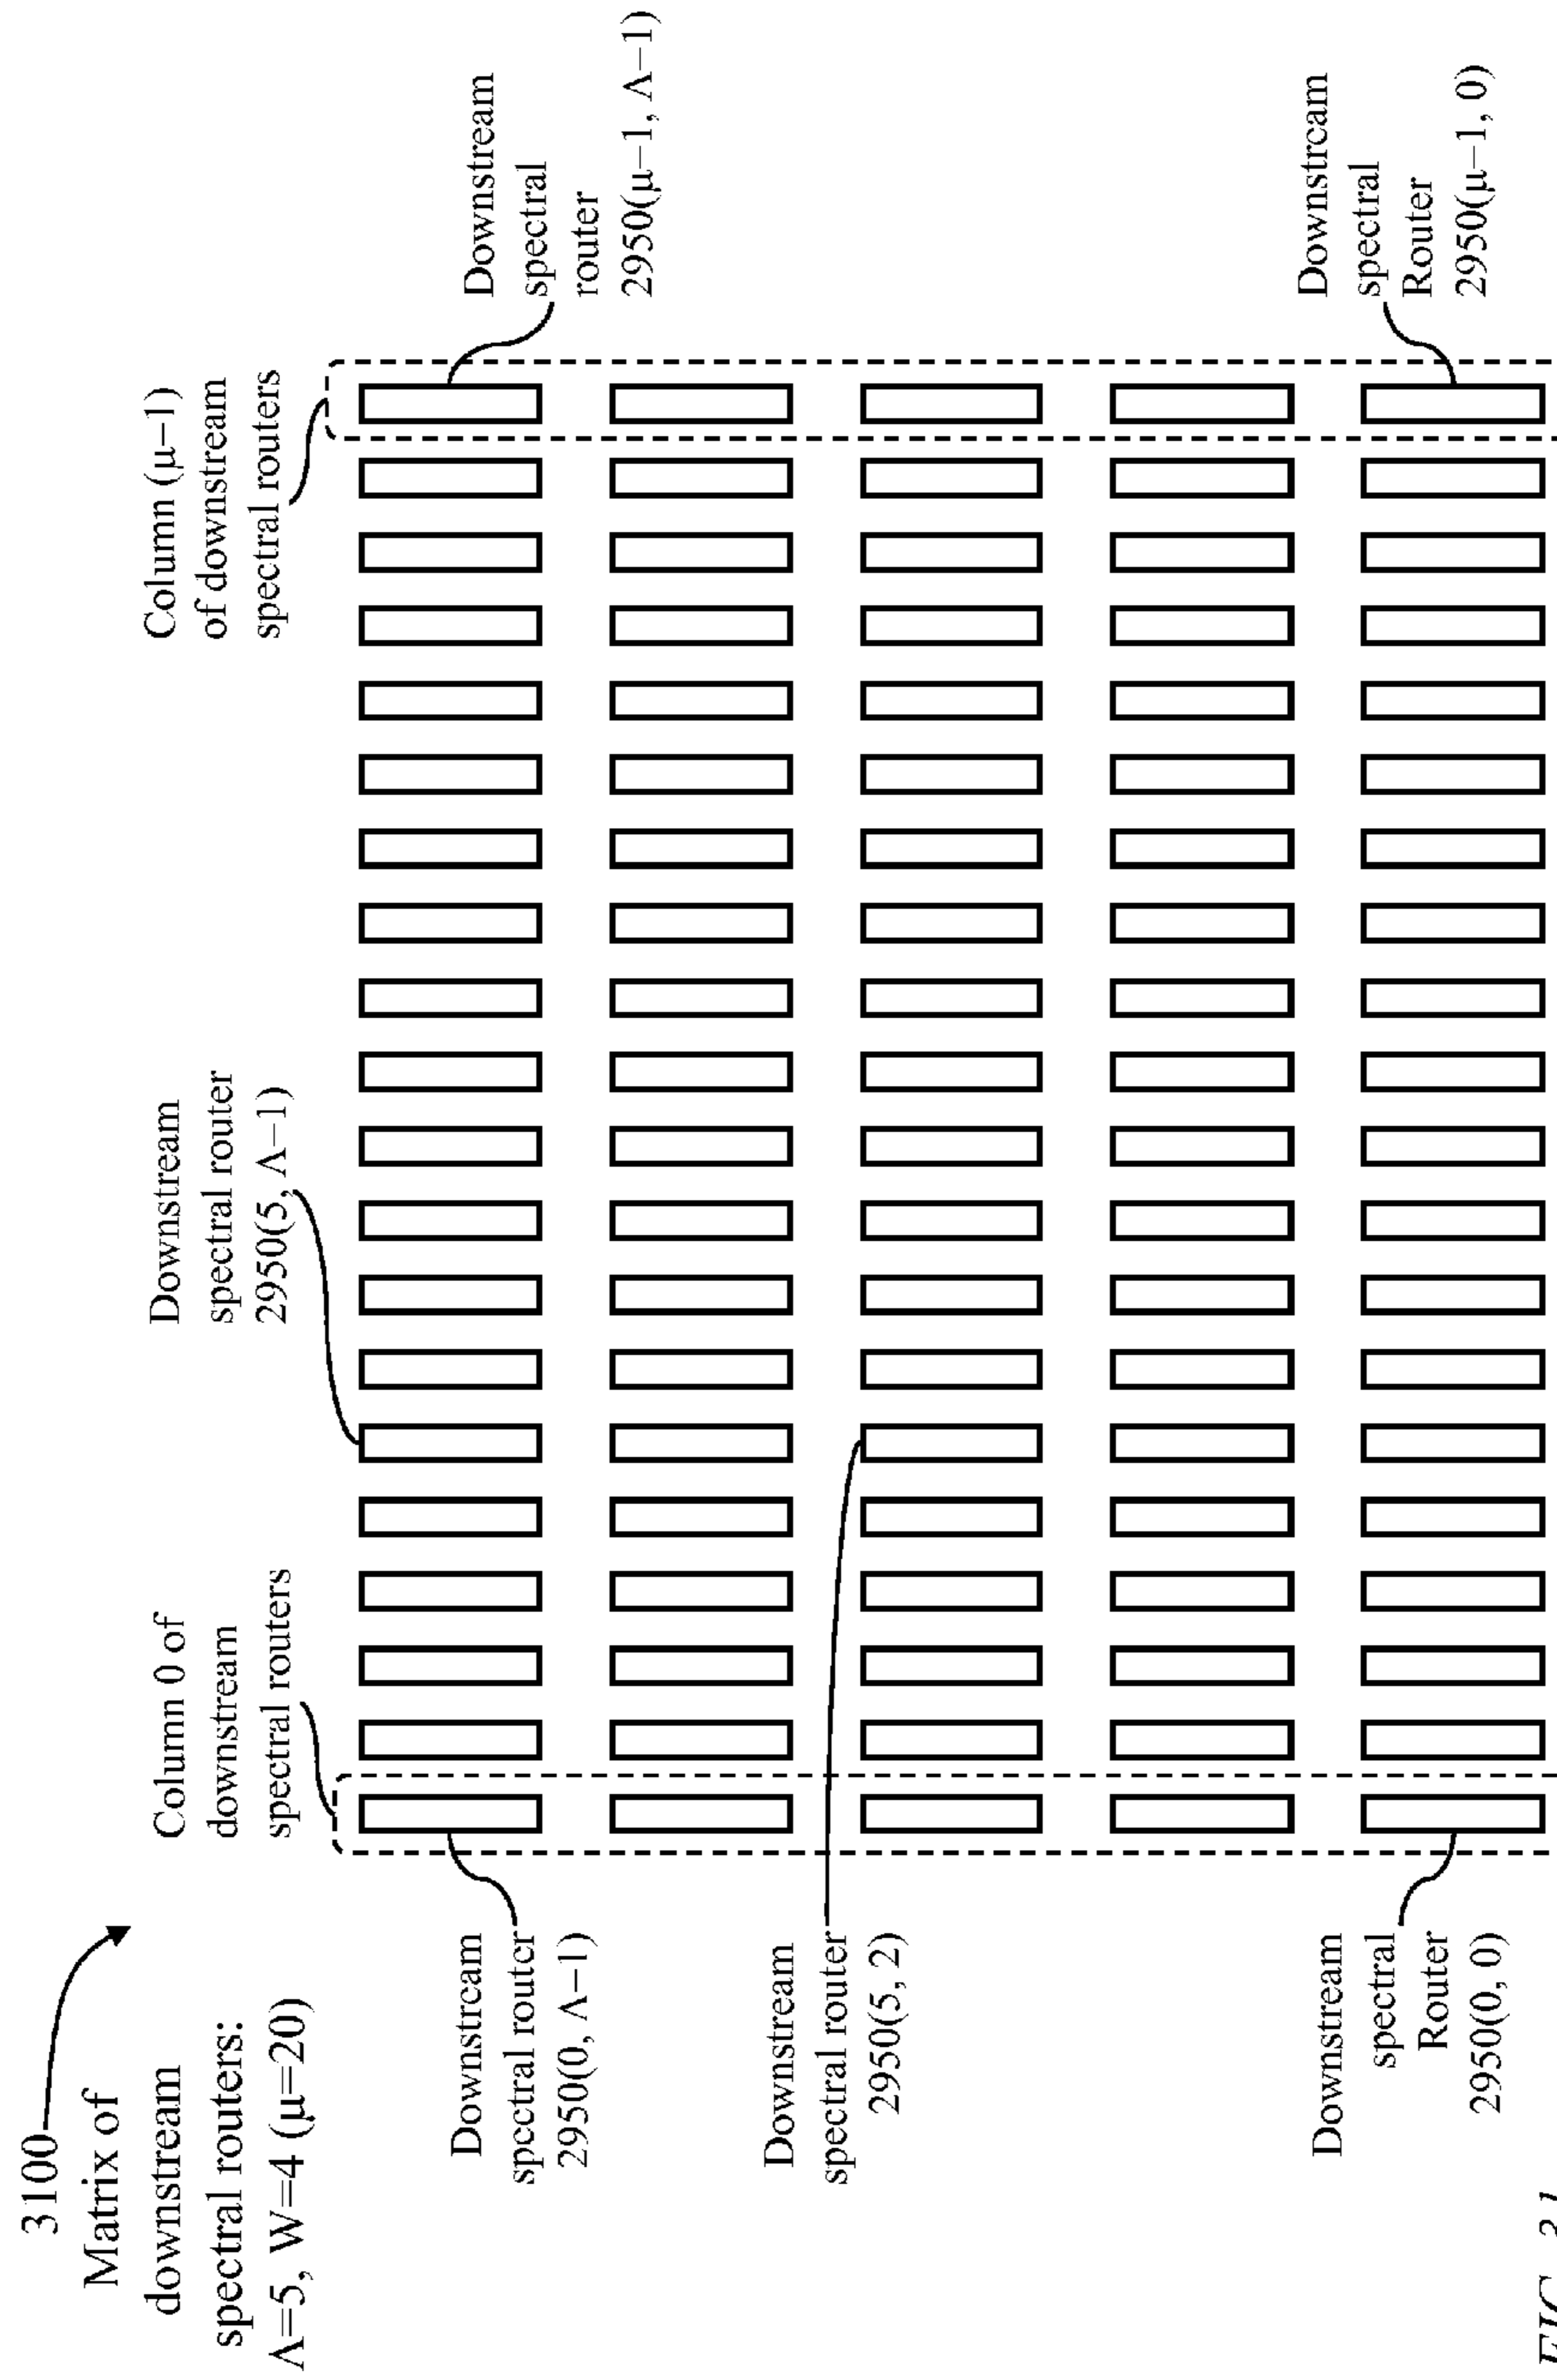 3100
Matrix of
downstream
spectral routers:
Λ=5, W=4 (μ=20)
Column 0 of
downstream
spectral routers
Downstream
spectral router
2950(5, Λ−1)
Column (μ−1)
of downstream
spectral routers
Downstream
spectral router
2950(0, Λ−1)
Downstream
spectral
router
2950(μ−1, Λ−1)
Downstream
spectral router
2950(5, 2)
Downstream
spectral
Router
2950(0, 0)
Downstream
spectral
Router
2950(μ−1, 0)
FIG. 31